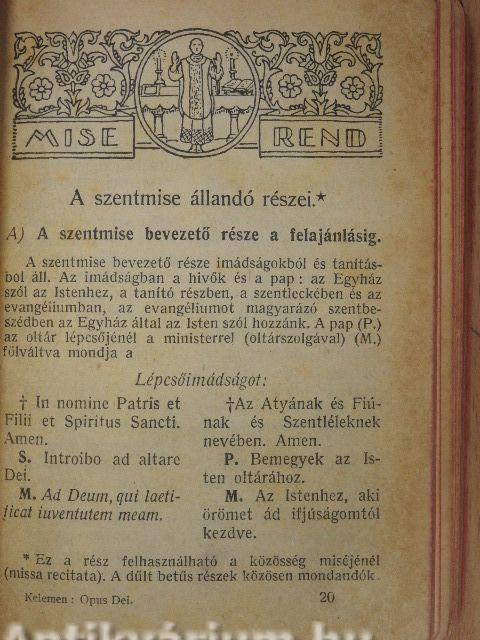 MISE REND
A szentmise állandó részei.*
A) A szentmise bevezető része a felajánlásig.
A szentmise bevezető része imádságokból és tanítás-
ból áll. Az imádságban a hivők és a pap : az Egyház
szól az Istenhez, a tanító részben, a szentleckében és az
evangéiiumban, az evangéliumot magyarázó szentbe-
szédben az Egyház által az Isten szól hozzánk. A pap (P.)
az oltár lépcsőjénél a ministerrel (oltárszolgával) (M.)
fölváltva mondja a
Lépcsőimádságot:
† In nomine Patris et
Filii et Spiritus Sancti.
Amen.
S. Introibo ad altare
Dei.
M. Ad Deum, qui laeti-
ficat iuventutem meam.
†Az Atyának és Fiú-
nak és Szentléleknek
nevében. Amen.
P. Bemegyek az Is-
ten oltárához.
M. Az Istenhez, aki
örömet ád ifjúságomtól
kezdve.
* Ez a rész felhasználható a közösség miséjénél
(missa recitata). A dűlt betűs részek közösen mondandók
Kelemen : Opus Dei. 20
Antikvárium.hu